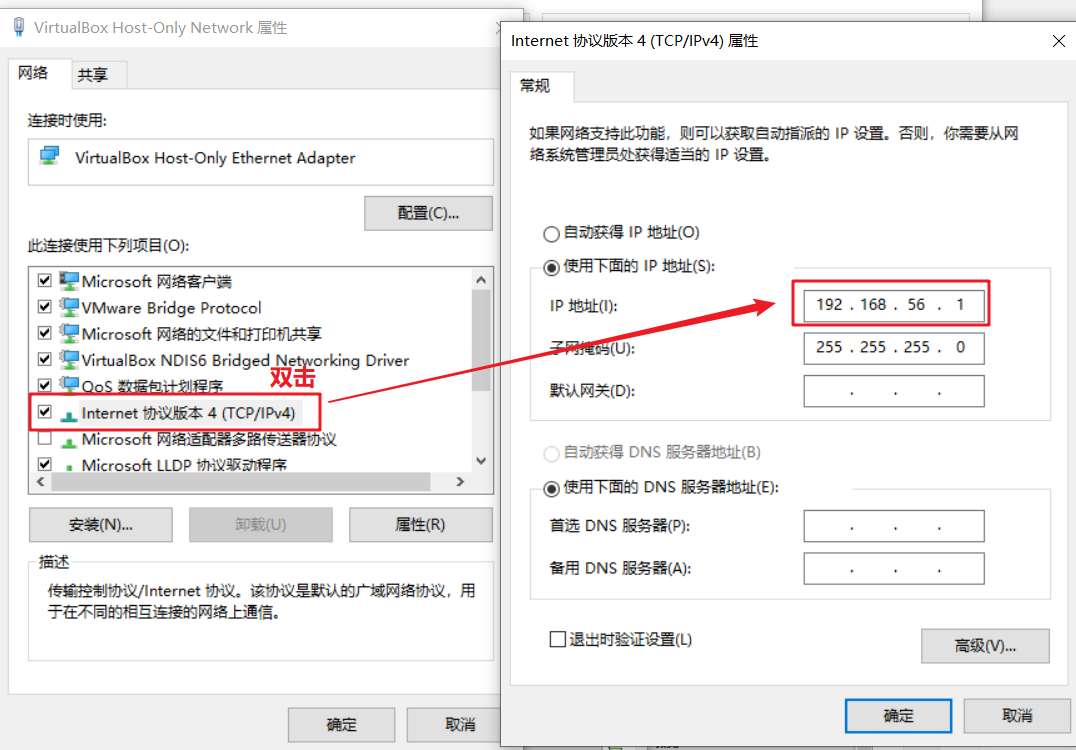 VirtualBox Host-Only Network 属性
网络
共享
连接时使用:
VirtualBox Host-Only Ethernet Adapter
配置(C)...
此连接使用下列项目(O):
Microsoft 网络客户端
VMware Bridge Protocol
Microsoft 网络的文件和打印机共享
VirtualBox NDIS6 Bridged Networking Driver
QoS 数据包计划程序
双击
Internet 协议版本 4 (TCP/IPv4)
Microsoft 网络适配器多路传送器协议
Microsoft LLDP 协议驱动程序
安装(N)...
卸载(U)
属性(R)
描述
传输控制协议/Internet 协议。该协议是默认的广域网络协议，用
于在不同的相互连接的网络上通信。
确定
取消
Internet 协议版本 4 (TCP/IPv4) 属性
常规
如果网络支持此功能，则可以获取自动指派的 IP 设置。否则，你需要从网
络系统管理员处获得适当的 IP 设置。
自动获得 IP 地址(O)
使用下面的 IP 地址(S):
IP 地址(I):
192 . 168 . 56 . 1
子网掩码(U):
255 . 255 . 255 . 0
默认网关(D):
. . .
自动获得 DNS 服务器地址(B)
使用下面的 DNS 服务器地址(E):
首选 DNS 服务器(P):
. . .
备用 DNS 服务器(A):
. . .
退出时验证设置(L)
高级(V)...
确定
取消